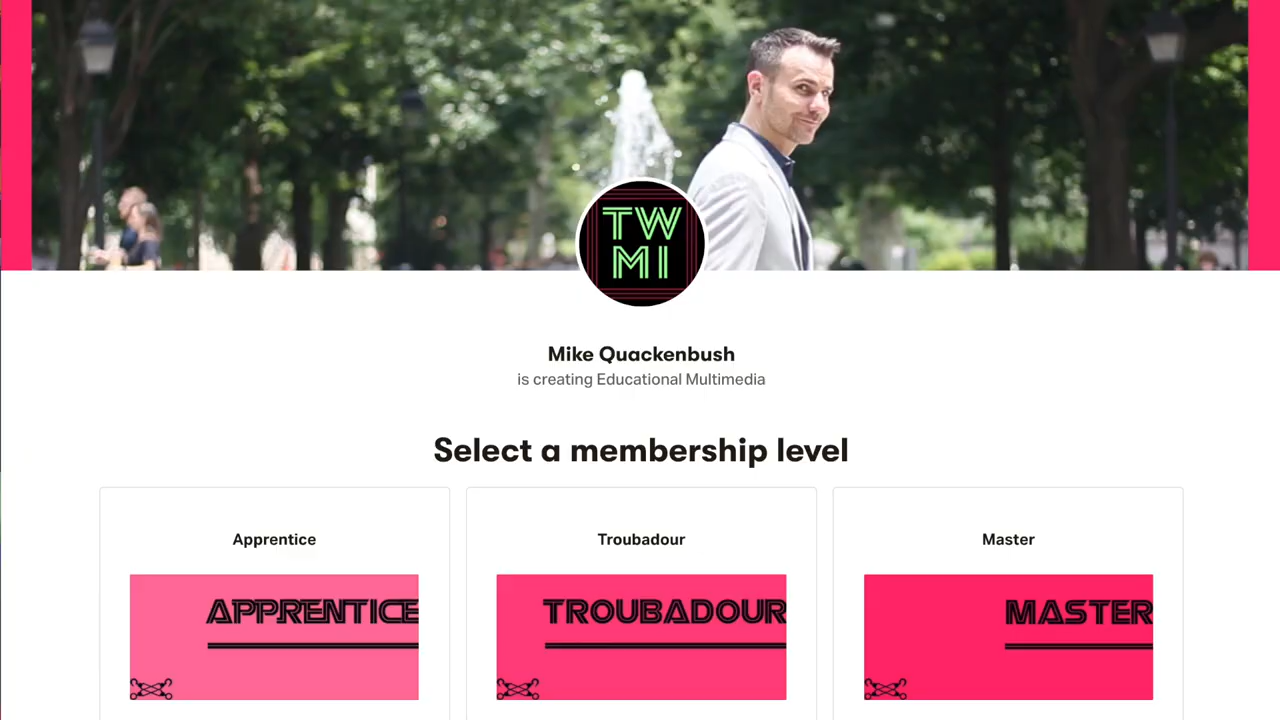 TW
MI
Mike Quackenbush
is creating Educational Multimedia
Select a membership level
Apprentice
Troubadour
Master
APPRENTICE
TROUBADOUR
MASTER